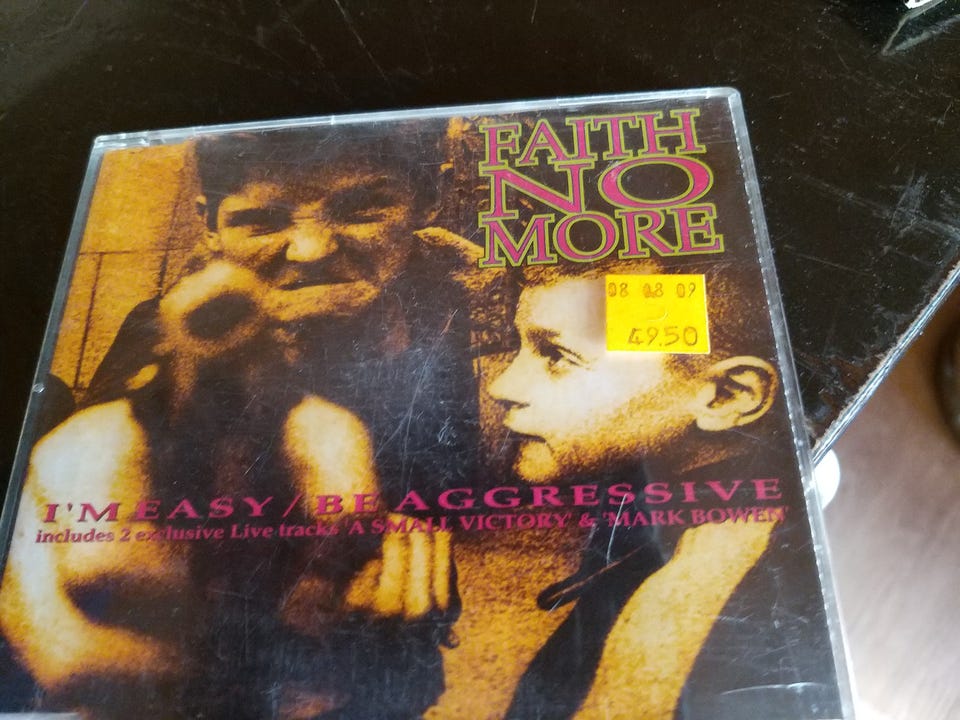 FAITH
NO
MORE
08 08 09
49.50
I'M EASY / BE AGGRESSIVE
includes 2 exclusive Live tracks 'A SMALL VICTORY' & 'MARK BOWEN'